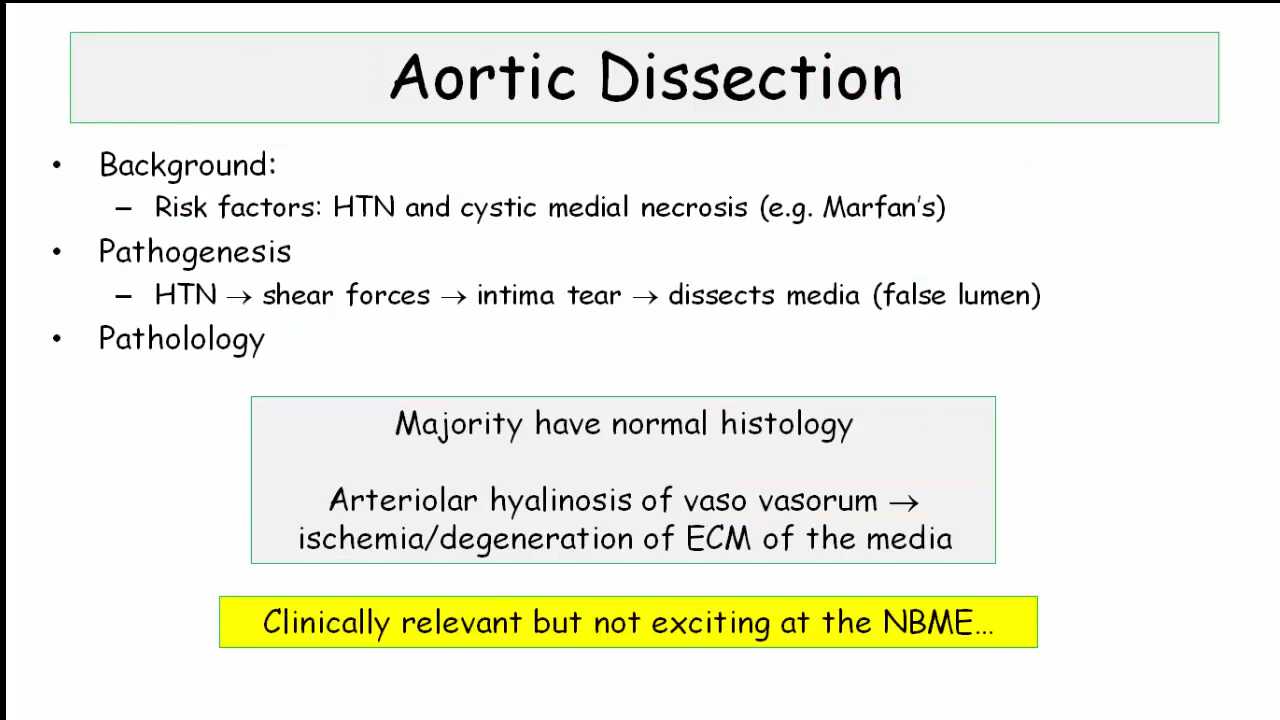 Aortic Dissection
• Background:
– Risk factors: HTN and cystic medial necrosis (e.g. Marfan's)
• Pathogenesis
– HTN → shear forces → intima tear → dissects media (false lumen)
• Patholology
Majority have normal histology
Arteriolar hyalinosis of vaso vasorum →
ischemia/degeneration of ECM of the media
Clinically relevant but not exciting at the NBME…